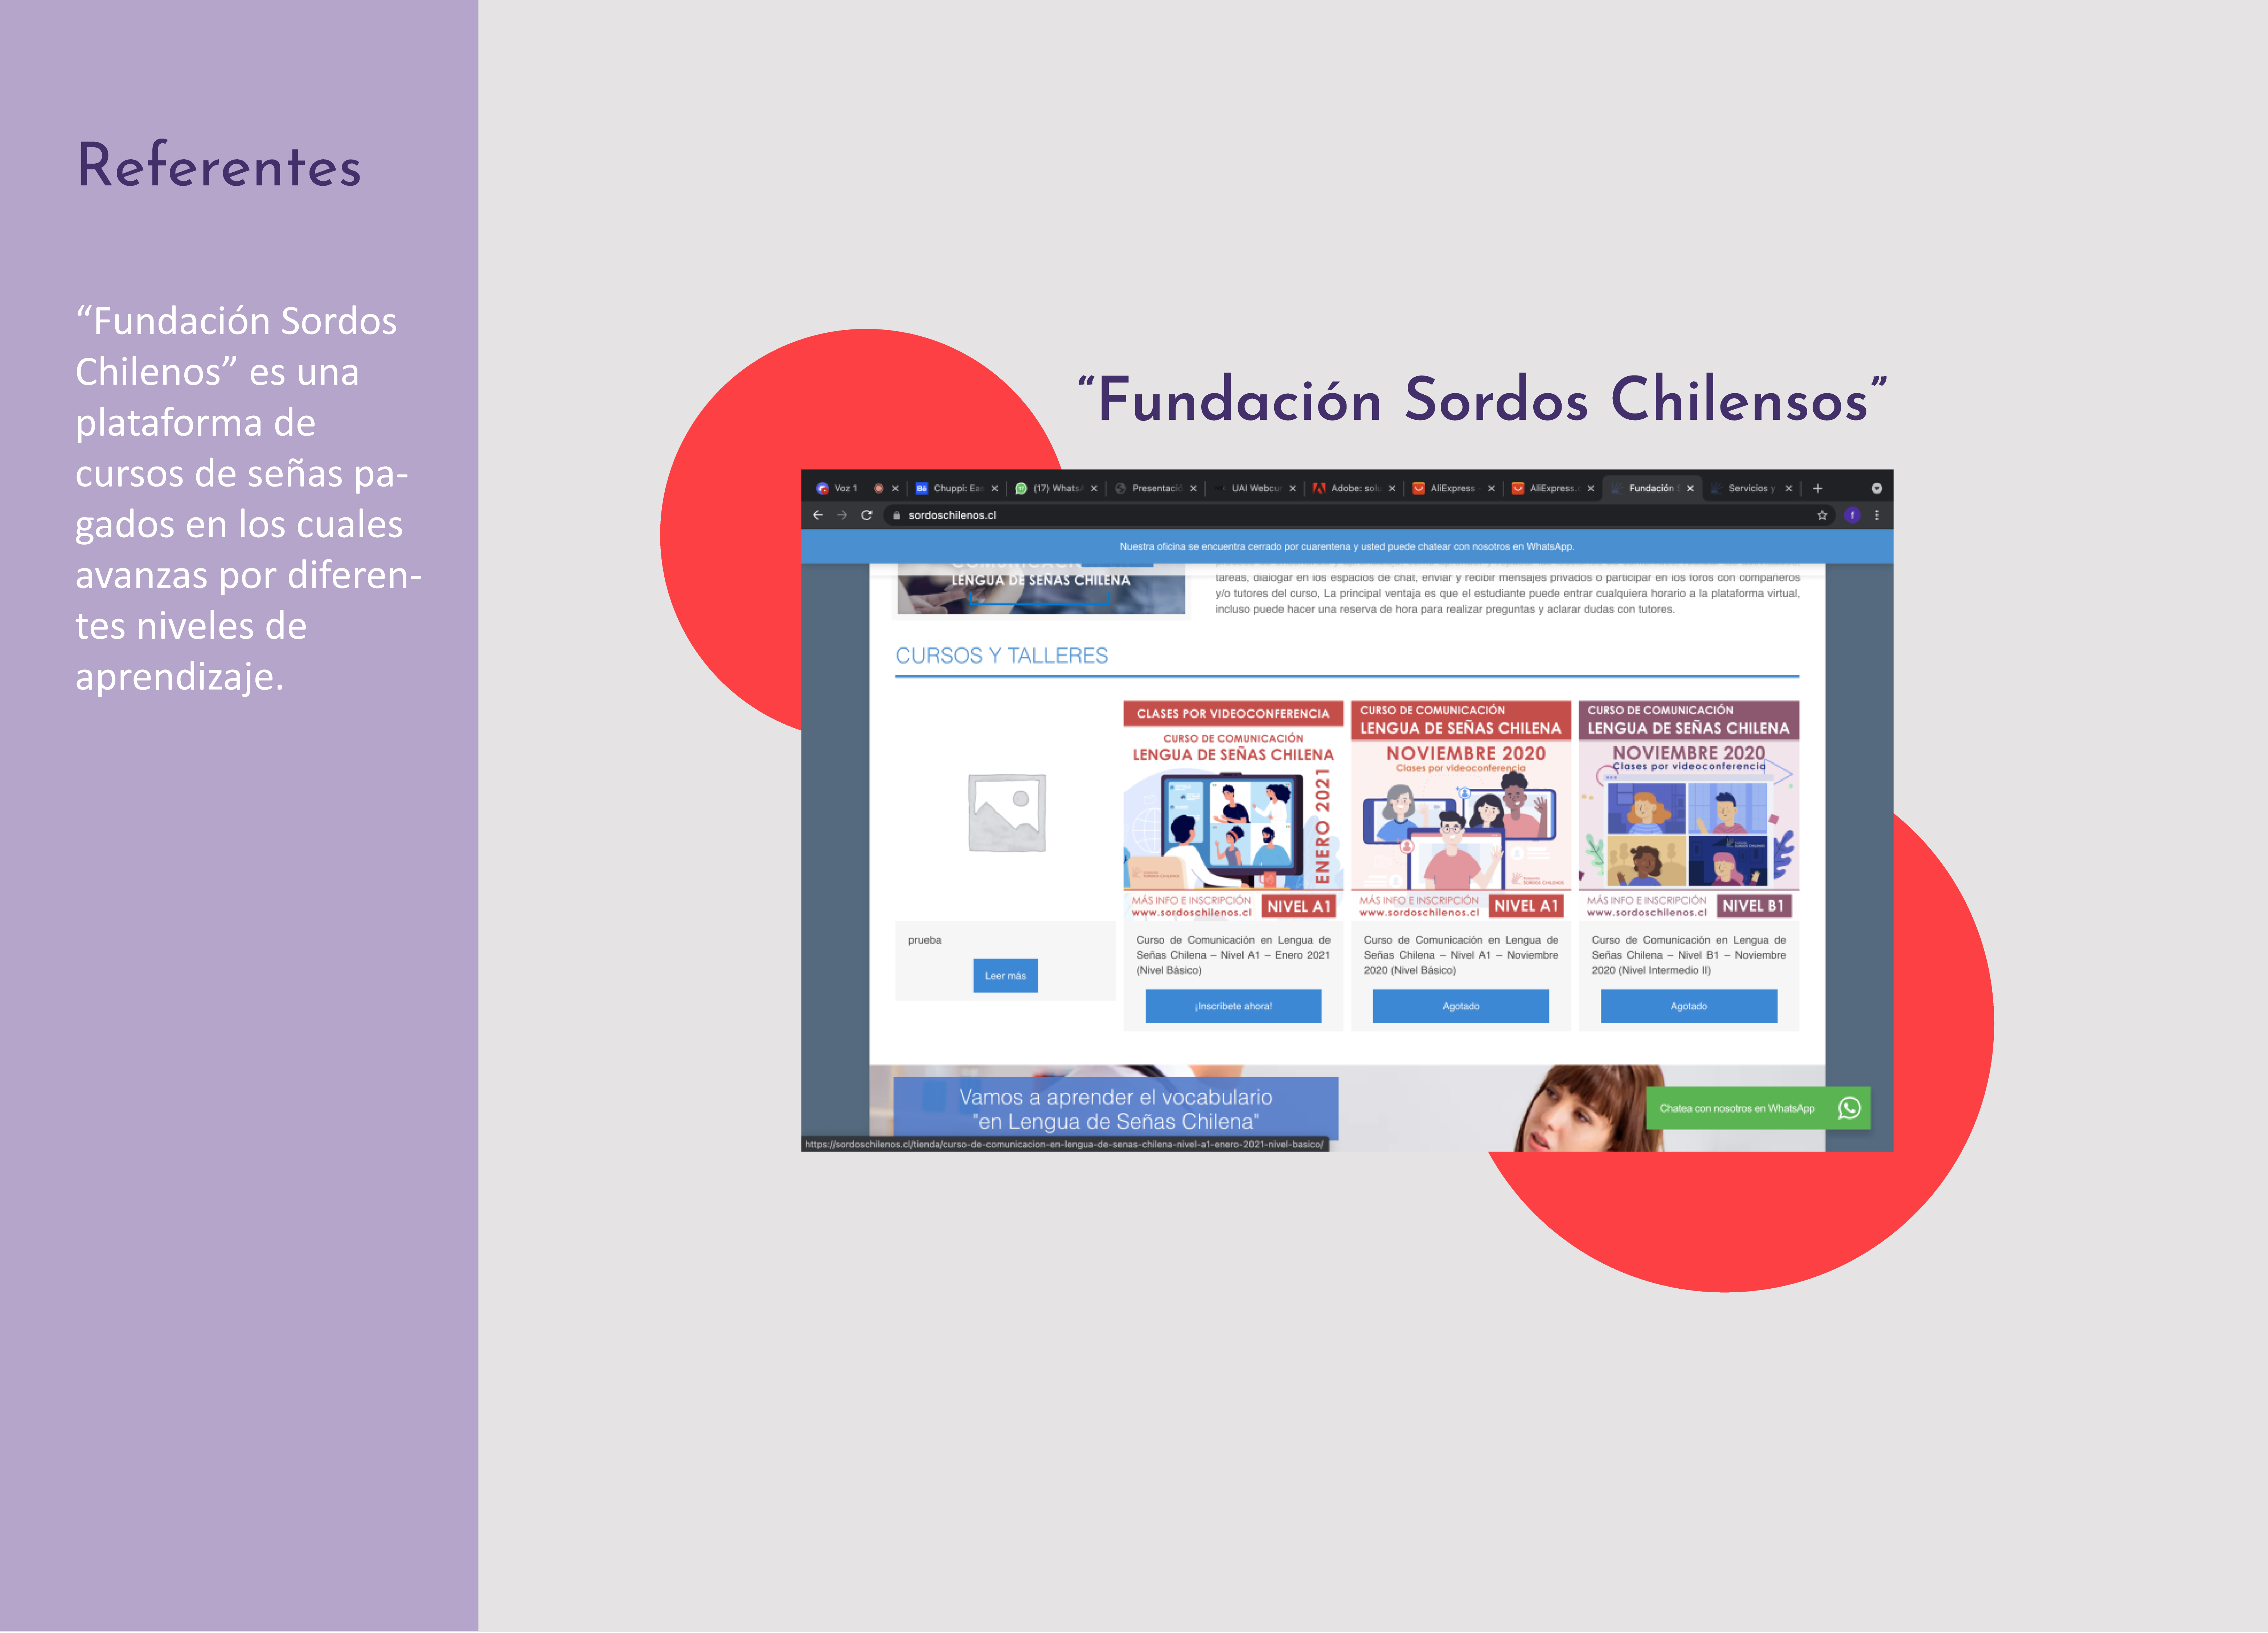 Referentes
“Fundación Sordos
Chilenos” es una
plataforma de
cursos de señas pa-
gados en los cuales
avanzas por diferen-
tes niveles de
aprendizaje.
“Fundación Sordos Chilensos”
Voz 1
Chuppi: Eas
(17) Whats
Presentació
UAI Webcur
Adobe: solu
AliExpress
AliExpress.
Fundación
Servicios y
sordoschilenos.cl
Nuestra oficina se encuentra cerrado por cuarentena y usted puede chatear con nosotros en WhatsApp.
LENGUA DE SEÑAS CHILENA
tareas, dialogar en los espacios de chat, enviar y recibir mensajes privados o participar en los foros con compañeros
y/o tutores del curso, La principal ventaja es que el estudiante puede entrar cualquiera horario a la plataforma virtual,
incluso puede hacer una reserva de hora para realizar preguntas y aclarar dudas con tutores.
CURSOS Y TALLERES
prueba
Leer más
CLASES POR VIDEOCONFERENCIA
CURSO DE COMUNICACIÓN
LENGUA DE SEÑAS CHILENA
ENERO 2021
MÁS INFO E INSCRIPCIÓN
www.sordoschilenos.cl
NIVEL A1
Curso de Comunicación en Lengua de
Señas Chilena – Nivel A1 – Enero 2021
(Nivel Básico)
¡Inscríbete ahora!
CURSO DE COMUNICACIÓN
LENGUA DE SEÑAS CHILENA
NOVIEMBRE 2020
Clases por videoconferencia
MÁS INFO E INSCRIPCIÓN
www.sordoschilenos.cl
NIVEL A1
Curso de Comunicación en Lengua de
Señas Chilena – Nivel A1 – Noviembre
2020 (Nivel Básico)
Agotado
CURSO DE COMUNICACIÓN
LENGUA DE SEÑAS CHILENA
NOVIEMBRE 2020
Clases por videoconferencia
MÁS INFO E INSCRIPCIÓN
www.sordoschilenos.cl
NIVEL B1
Curso de Comunicación en Lengua de
Señas Chilena – Nivel B1 – Noviembre
2020 (Nivel Intermedio II)
Agotado
Vamos a aprender el vocabulario
"en Lengua de Señas Chilena"
Chatea con nosotros en WhatsApp
https://sordoschilenos.cl/tienda/curso-de-comunicacion-en-lengua-de-senas-chilena-nivel-a1-enero-2021-nivel-basico/